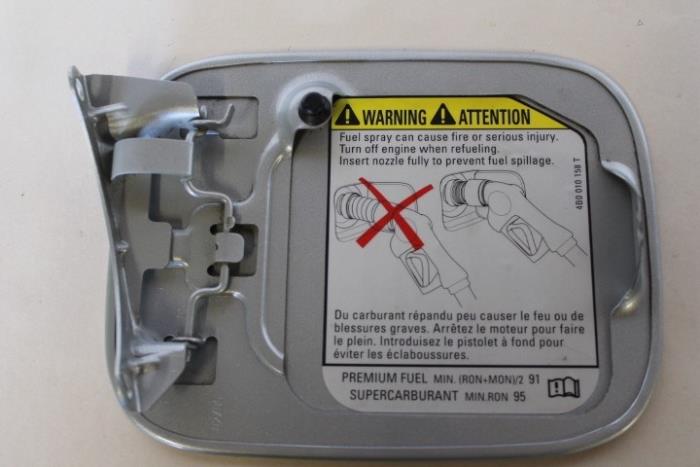 WARNING ATTENTION
Fuel spray can cause fire or serious injury.
Turn off engine when refueling.
Insert nozzle fully to prevent fuel spillage.
4B0 010 158 T
Du carburant répandu peu causer le feu ou de
blessures graves. Arrêtez le moteur pour faire
le plein. Introduisez le pistolet à fond pour
éviter les éclaboussures.
PREMIUM FUEL MIN. (RON+MON)/2 91
SUPERCARBURANT MIN.RON 95